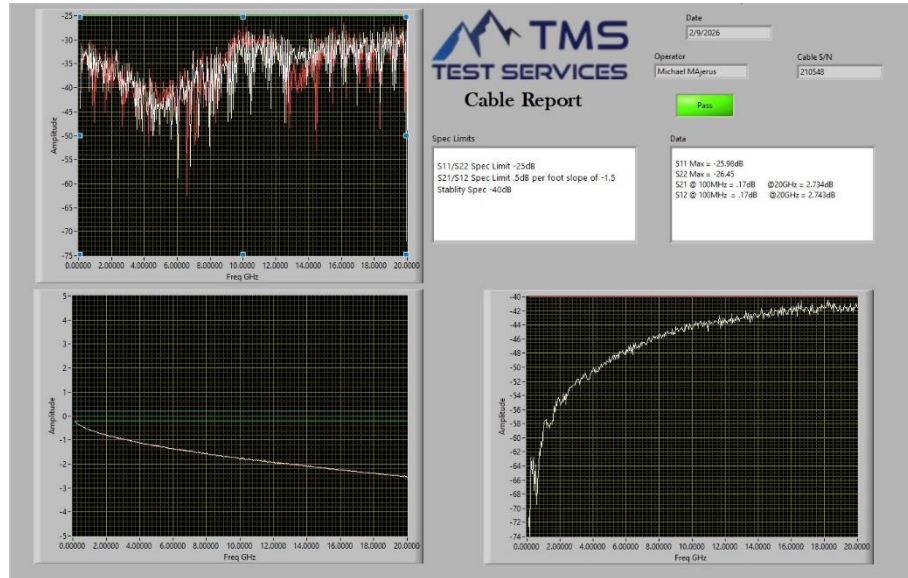 TMS
TEST SERVICES
Cable Report
Date
2/9/2026
Operator
Michael MAjerus
Cable S/N
210548
Pass
Spec Limits
S11/S22 Spec Limit -25dB
S21/S12 Spec Limit .5dB per foot slope of -1.5
Stablity Spec -40dB
Data
S11 Max = -25.98dB
S22 Max = -26.45
S21 @ 100MHz = .17dB @20GHz = 2.734dB
S12 @ 100MHz = .17dB @20GHz = 2.743dB
-25
-30
-35
-40
-45
-50
-55
-60
-65
-70
-75
Amplitude
0.00000 2.00000 4.00000 6.00000 8.00000 10.0000 12.0000 14.0000 16.0000 18.0000 20.0000
Freq GHz
5
4
3
2
1
0
-1
-2
-3
-4
-5
Amplitude
0.00000 2.00000 4.00000 6.00000 8.00000 10.0000 12.0000 14.0000 16.0000 18.0000 20.0000
Freq GHz
-40
-42
-44
-46
-48
-50
-52
-54
-56
-58
-60
-62
-64
-66
-68
-70
-72
-74
Amplitude
0.00000 2.00000 4.00000 6.00000 8.00000 10.0000 12.0000 14.0000 16.0000 18.0000 20.0000
Freq GHz